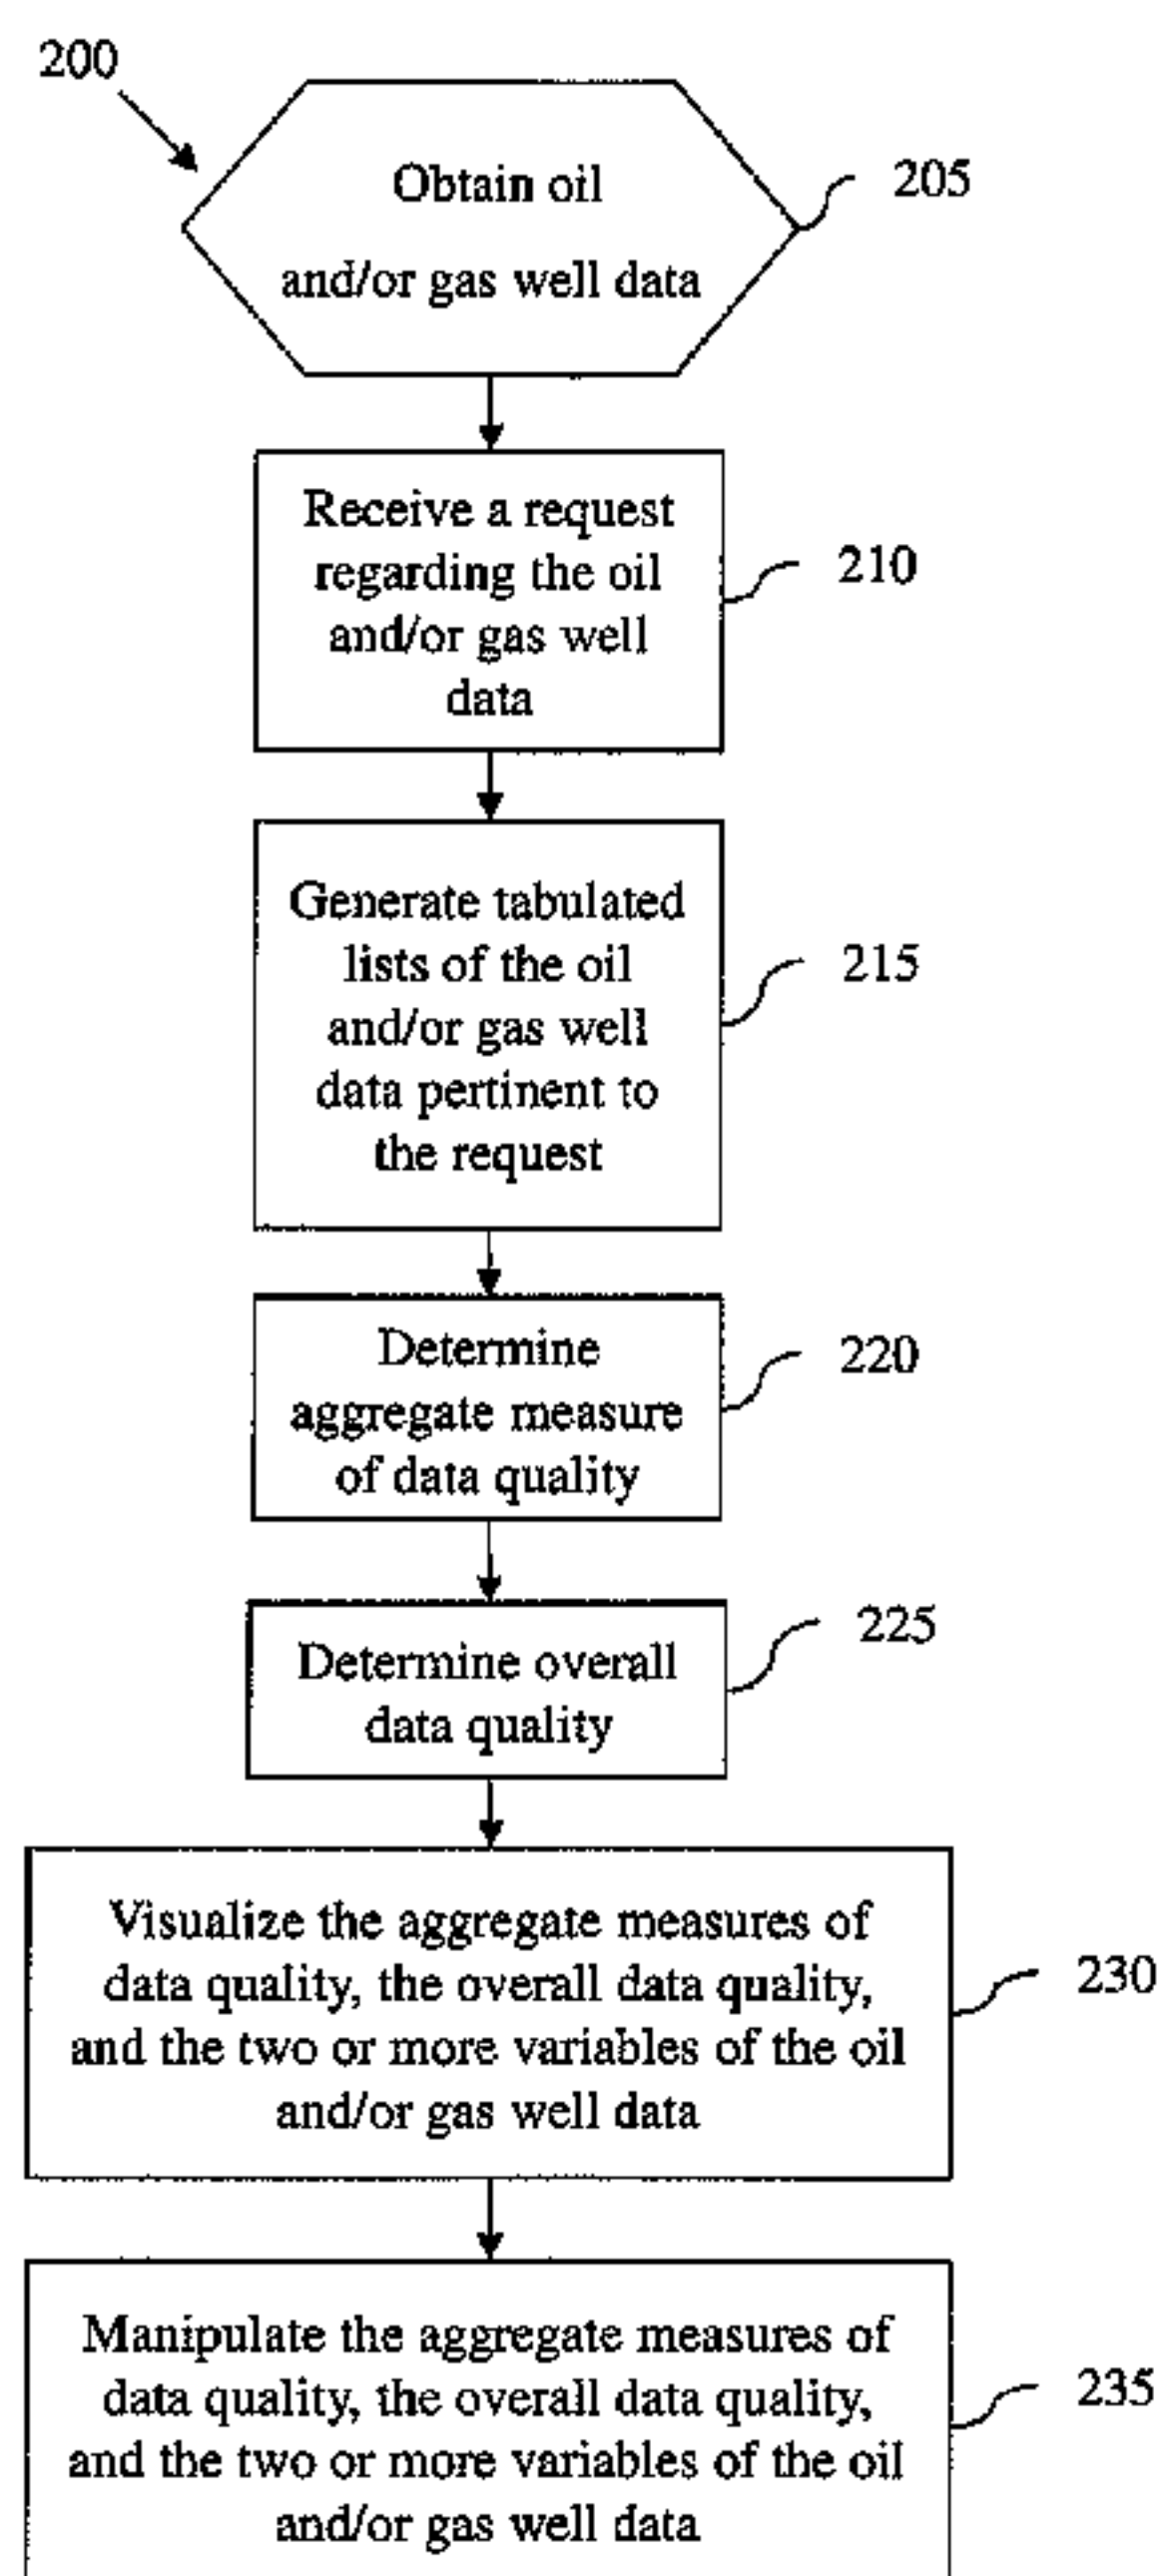 200
Obtain oil
and/or gas well data
205
Receive a request
regarding the oil
and/or gas well
data
210
Generate tabulated
lists of the oil
and/or gas well
data pertinent to
the request
215
Determine
aggregate measure
of data quality
220
Determine overall
data quality
225
Visualize the aggregate measures of
data quality, the overall data quality,
and the two or more variables of the oil
and/or gas well data
230
Manipulate the aggregate measures of
data quality, the overall data quality,
and the two or more variables of the oil
and/or gas well data
235